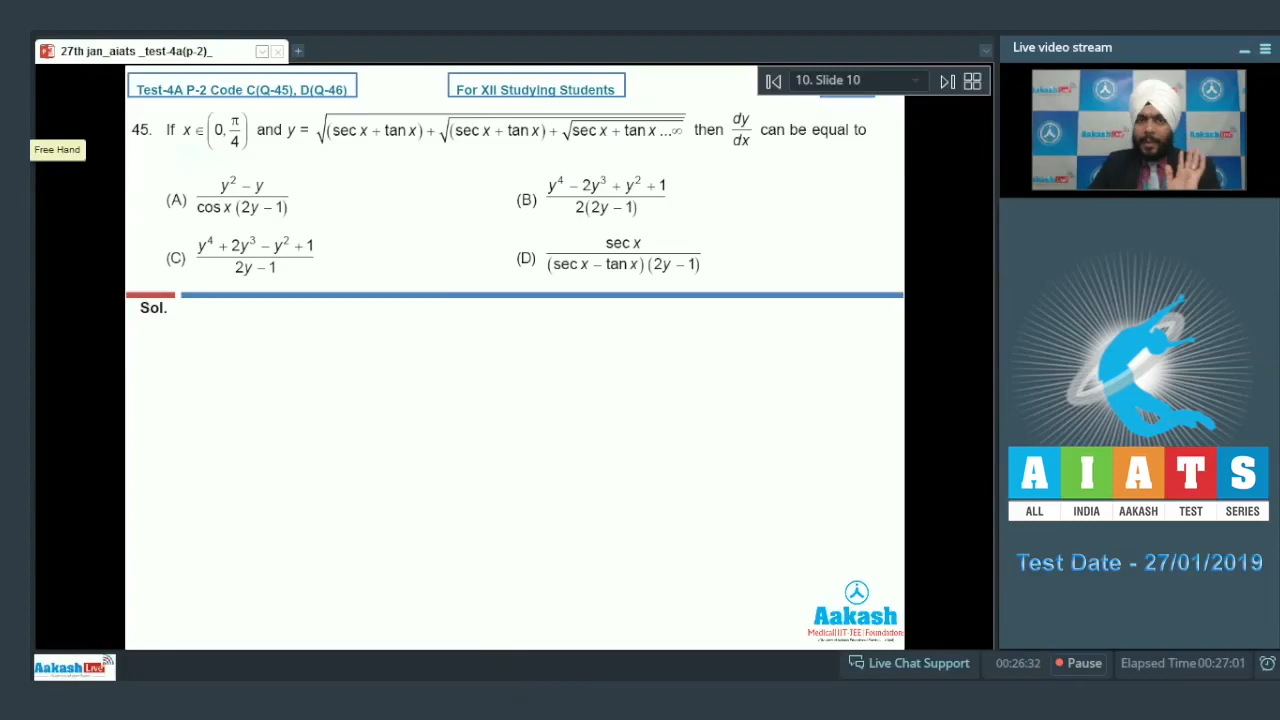 27th jan_aiats _test-4a(p-2)_
Live video stream
Test-4A P-2 Code C(Q-45), D(Q-46)
For XII Studying Students
10. Slide 10
45. If x ∈ (0, π/4) and y = √((sec x + tan x) + √((sec x + tan x) + √(sec x + tan x ...∞ then dy/dx can be equal to
Free Hand
(A) (y² − y)/(cos x (2y − 1))
(B) (y⁴ − 2y³ + y² + 1)/(2(2y − 1))
(C) (y⁴ + 2y³ − y² + 1)/(2y − 1)
(D) sec x/((sec x − tan x)(2y − 1))
Sol.
A I A T S
ALL INDIA AAKASH TEST SERIES
Test Date - 27/01/2019
Aakash
Medical|IIT-JEE|Foundations
Aakash Live
Live Chat Support
00:26:32
Pause
Elapsed Time 00:27:01